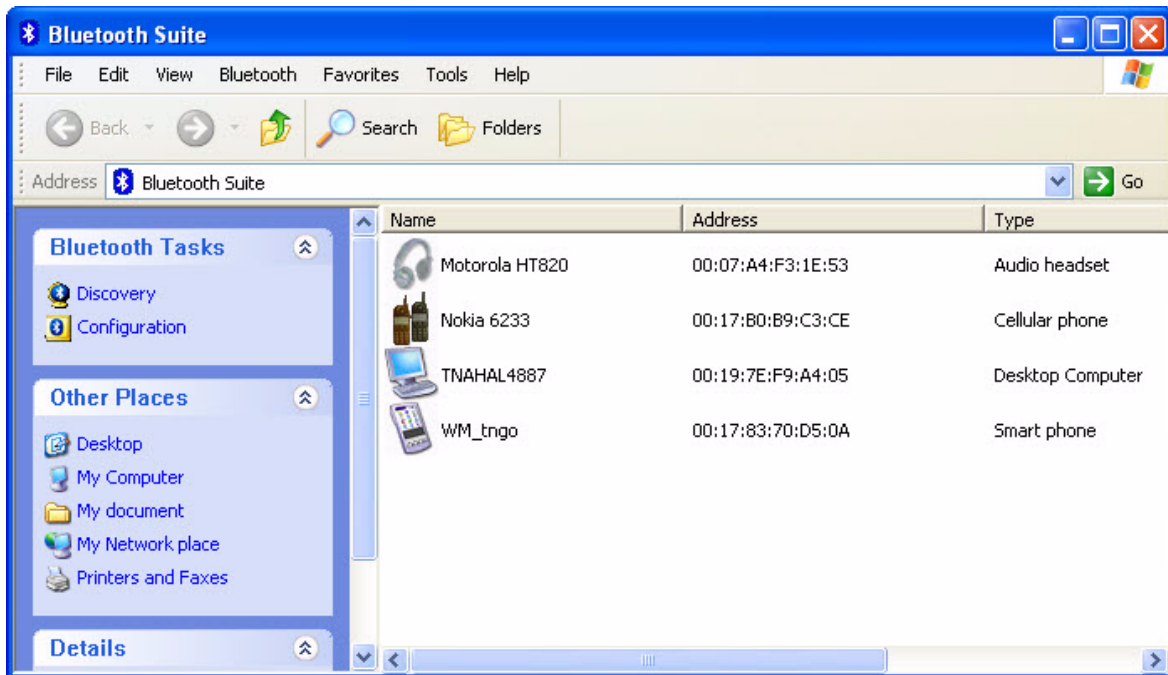 Bluetooth Suite
File Edit View Bluetooth Favorites Tools Help
Back Search Folders
Address Bluetooth Suite Go
Bluetooth Tasks
Discovery
Configuration
Other Places
Desktop
My Computer
My document
My Network place
Printers and Faxes
Details
Name Address Type
Motorola HT820 00:07:A4:F3:1E:53 Audio headset
Nokia 6233 00:17:B0:B9:C3:CE Cellular phone
TNAHAL4887 00:19:7E:F9:A4:05 Desktop Computer
WM_tngo 00:17:83:70:D5:0A Smart phone